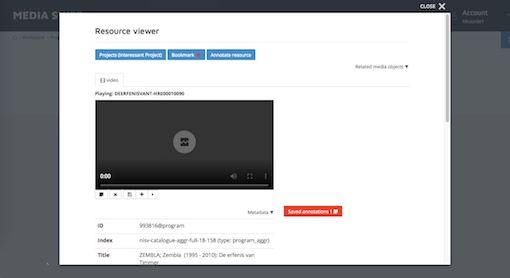 CLOSE ✕
MEDIA S
Account
Resource viewer
Projects (Interessant Project) Bookmark Annotate resource
Related media objects ▼
video
Playing: DEERFENISVANT-HRE00010090
0:00
Metadata ▼
Saved annotations 1
ID 993816@program
Index nisv-catalogue-aggr-full-18-158 (type: program_aggr)
Title ZEMBLA; Zembla (1995 - 2010): De erfenis van
Timmer